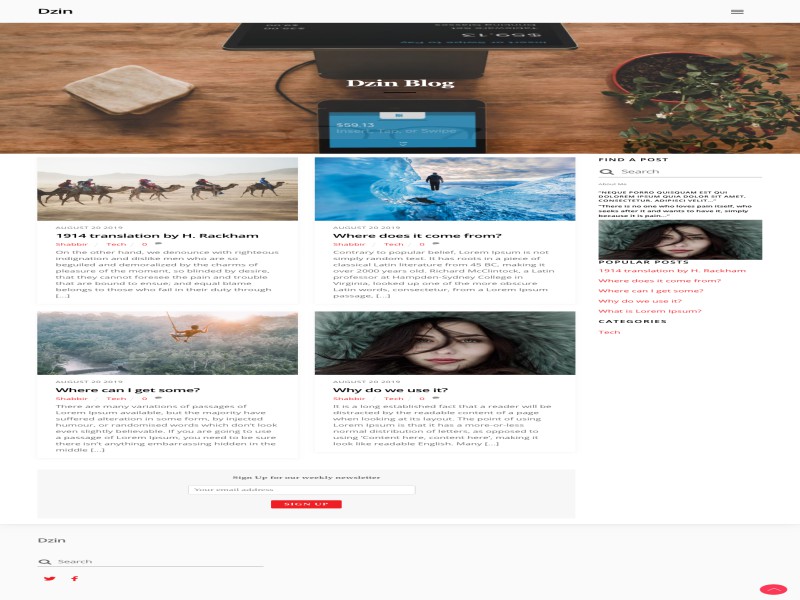 Dzin
Dzin Blog
$59.13
Insert, Tap, or Swipe
AUGUST 20 2019
1914 translation by H. Rackham
Shabbir / Tech / 0
On the other hand, we denounce with righteous
indignation and dislike men who are so
beguiled and demoralized by the charms of
pleasure of the moment, so blinded by desire,
that they cannot foresee the pain and trouble
that are bound to ensue; and equal blame
belongs to those who fail in their duty through
[...]
AUGUST 20 2019
Where does it come from?
Shabbir / Tech / 0
Contrary to popular belief, Lorem Ipsum is not
simply random text. It has roots in a piece of
classical Latin literature from 45 BC, making it
over 2000 years old. Richard McClintock, a Latin
professor at Hampden-Sydney College in
Virginia, looked up one of the more obscure
Latin words, consectetur, from a Lorem Ipsum
passage, [...]
AUGUST 20 2019
Where can I get some?
Shabbir / Tech / 0
There are many variations of passages of
Lorem Ipsum available, but the majority have
suffered alteration in some form, by injected
humour, or randomised words which don't look
even slightly believable. If you are going to use
a passage of Lorem Ipsum, you need to be sure
there isn't anything embarrassing hidden in the
middle [...]
AUGUST 20 2019
Why do we use it?
Shabbir / Tech / 0
It is a long established fact that a reader will be
distracted by the readable content of a page
when looking at its layout. The point of using
Lorem Ipsum is that it has a more-or-less
normal distribution of letters, as opposed to
using 'Content here, content here', making it
look like readable English. Many [...]
FIND A POST
Search
About Me
"NEQUE PORRO QUISQUAM EST QUI
DOLOREM IPSUM QUIA DOLOR SIT AMET,
CONSECTETUR, ADIPISCI VELIT..."
"There is no one who loves pain itself, who
seeks after it and wants to have it, simply
because it is pain..."
POPULAR POSTS
1914 translation by H. Rackham
Where does it come from?
Where can I get some?
Why do we use it?
What is Lorem Ipsum?
CATEGORIES
Tech
Sign Up for our weekly newsletter
Your email address
SIGN UP
Dzin
Search